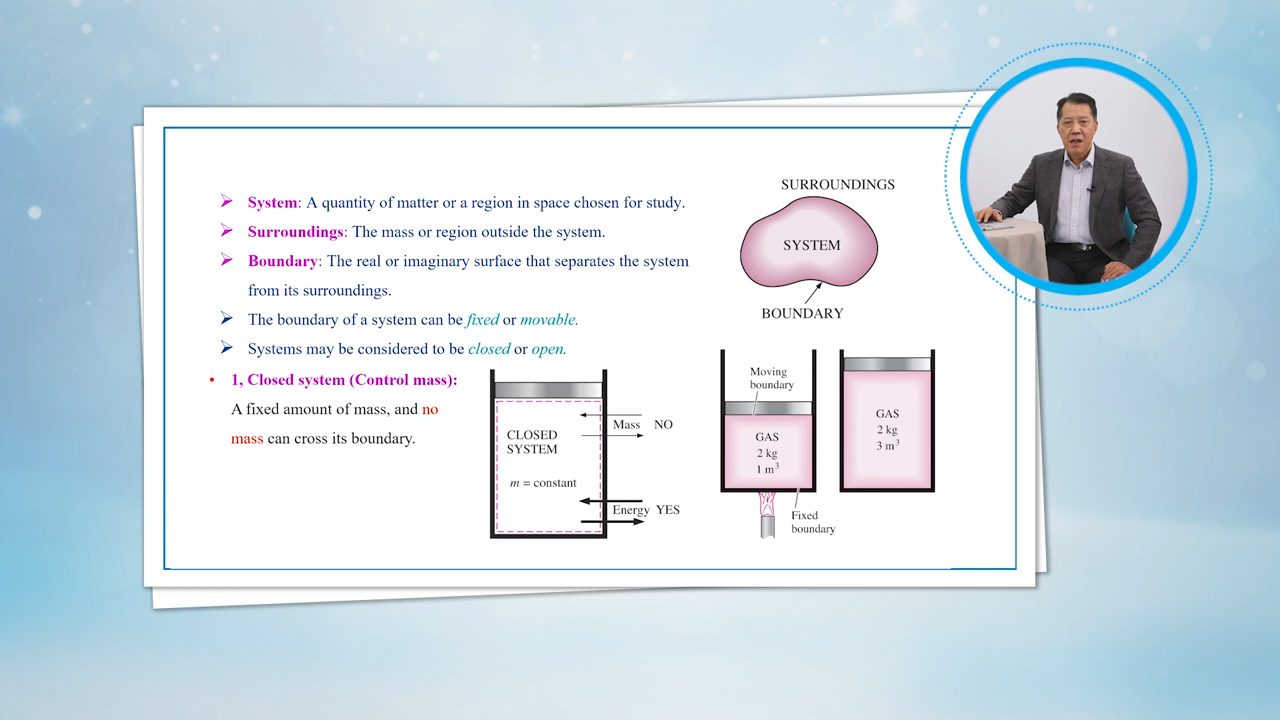 System: A quantity of matter or a region in space chosen for study.
Surroundings: The mass or region outside the system.
Boundary: The real or imaginary surface that separates the system
from its surroundings.
The boundary of a system can be fixed or movable.
Systems may be considered to be closed or open.
1, Closed system (Control mass):
A fixed amount of mass, and no
mass can cross its boundary.
CLOSED
SYSTEM
m = constant
Mass NO
Energy YES
SURROUNDINGS
SYSTEM
BOUNDARY
Moving
boundary
GAS
2 kg
1 m³
Fixed
boundary
GAS
2 kg
3 m³